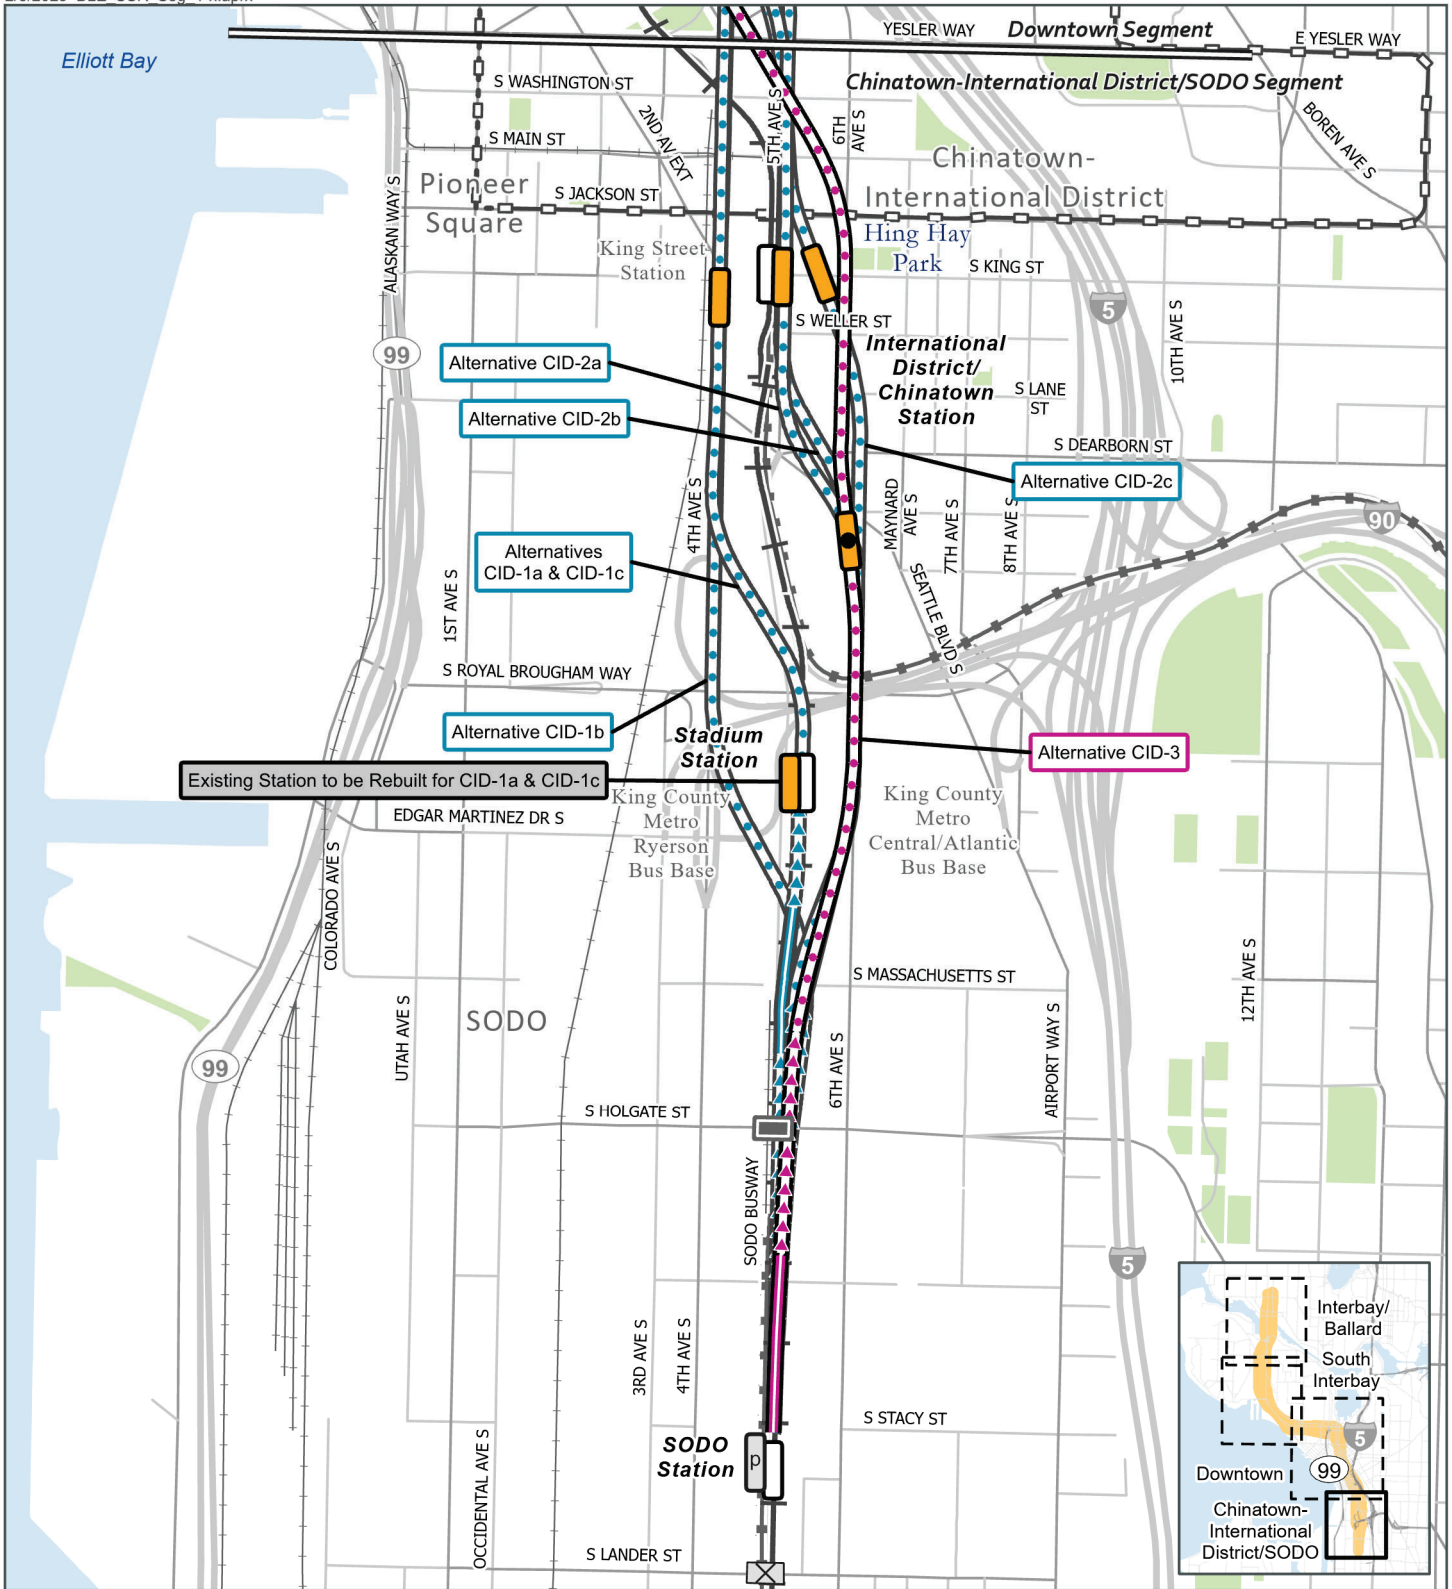 YESLER WAY
Downtown Segment
E YESLER WAY
Elliott Bay
Chinatown-International District/SODO Segment
S WASHINGTON ST
2ND AV EXT
5TH AVE S
6TH
AVE S
BOREN AVE S
S MAIN ST
Chinatown-
International District
Pioneer
Square
S JACKSON ST
ALASKAN WAY S
King Street
Station
Hing Hay
Park
S KING ST
5
10TH AVE S
S WELLER ST
International
District/
Chinatown
Station
99
Alternative CID-2a
S LANE
ST
Alternative CID-2b
S DEARBORN ST
Alternative CID-2c
4TH AVE S
MAYNARD
AVE S
7TH AVE S
8TH AVE S
90
Alternatives
CID-1a & CID-1c
1ST AVE S
SEATTLE BLVD S
S ROYAL BROUGHAM WAY
Alternative CID-1b
Stadium
Station
Alternative CID-3
Existing Station to be Rebuilt for CID-1a & CID-1c
King County
Metro
Ryerson
Bus Base
King County
Metro
Central/Atlantic
Bus Base
EDGAR MARTINEZ DR S
COLORADO AVE S
12TH AVE S
S MASSACHUSETTS ST
UTAH AVE S
SODO
6TH AVE S
AIRPORT WAY S
99
S HOLGATE ST
SODO BUSWAY
5
3RD AVE S
4TH AVE S
S STACY ST
OCCIDENTAL AVE S
SODO
Station
p
S LANDER ST
Interbay/
Ballard
South
Interbay
5
99
Downtown
Chinatown-
International
District/SODO